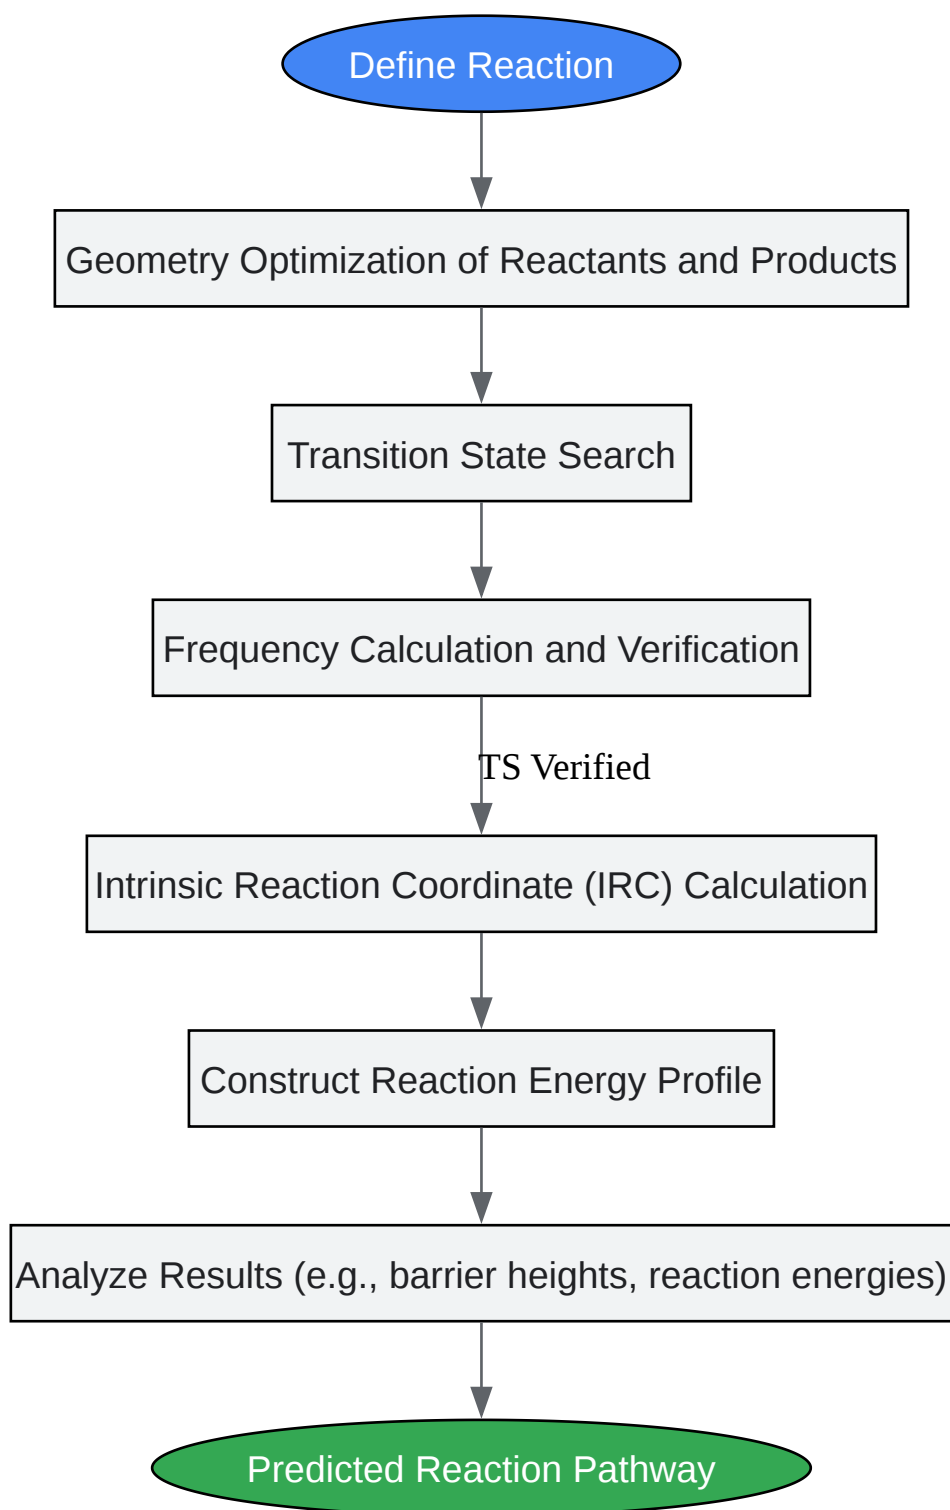 Define Reaction
Geometry Optimization of Reactants and Products
Transition State Search
Frequency Calculation and Verification
TS Verified
Intrinsic Reaction Coordinate (IRC) Calculation
Construct Reaction Energy Profile
Analyze Results (e.g., barrier heights, reaction energies)
Predicted Reaction Pathway